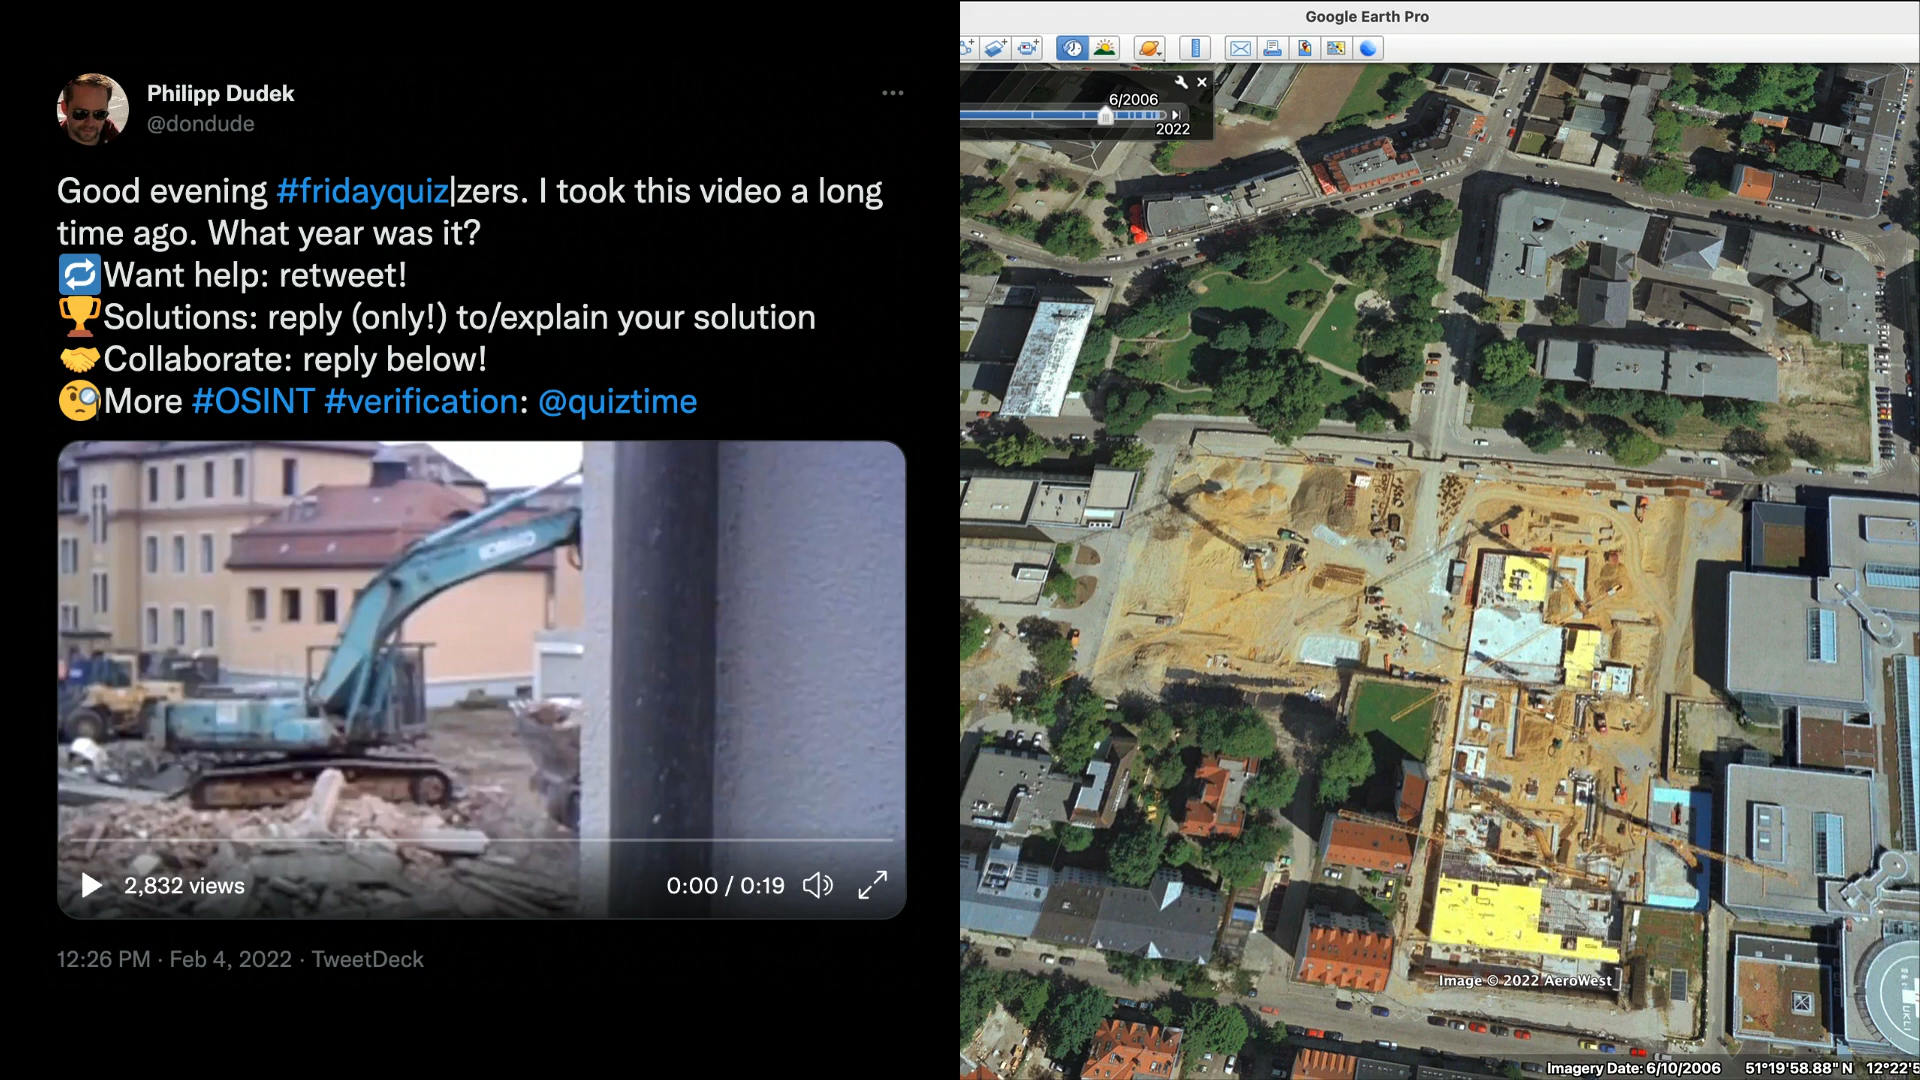 Philipp Dudek
@dondude
Good evening #fridayquiz|zers. I took this video a long
time ago. What year was it?
Want help: retweet!
Solutions: reply (only!) to/explain your solution
Collaborate: reply below!
More #OSINT #verification: @quiztime
2,832 views
0:00 / 0:19
12:26 PM · Feb 4, 2022 · TweetDeck
Google Earth Pro
6/2006
2022
Image © 2022 AeroWest
Imagery Date: 6/10/2006 51°19'58.88" N 12°22'5